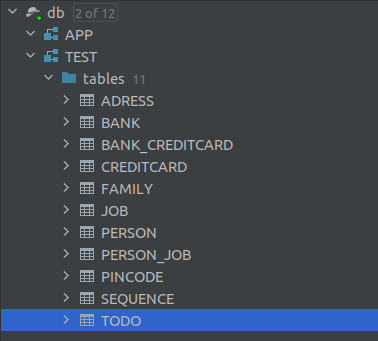 db 2 of 12
APP
TEST
tables 11
ADRESS
BANK
BANK_CREDITCARD
CREDITCARD
FAMILY
JOB
PERSON
PERSON_JOB
PINCODE
SEQUENCE
TODO